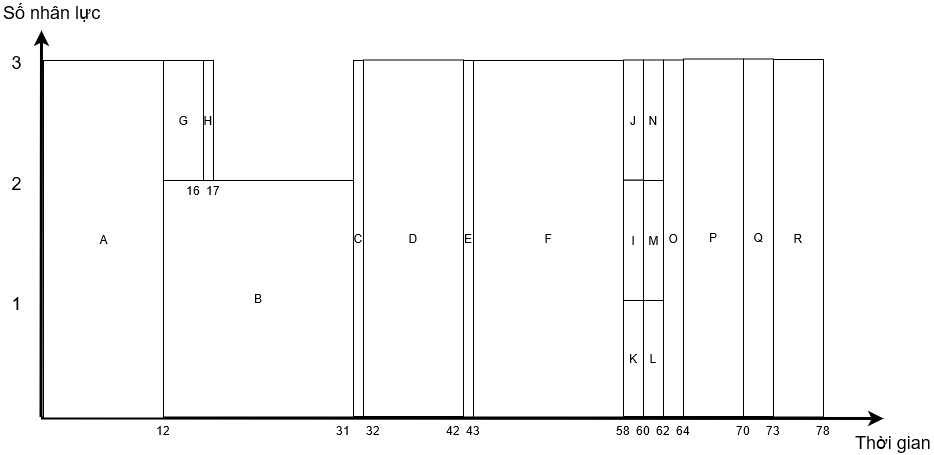 Số nhân lực
3
G H J N
2
16 17
A C D E F I M O P Q R
1
B
K L
12 31 32 42 43 58 60 62 64 70 73 78
Thời gian